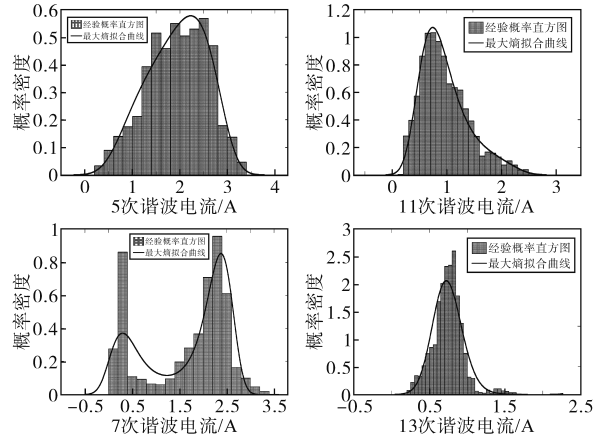 0.6
0.5
0.4
0.3
0.2
0.1
0
概率密度
经验概率直方图
最大熵拟合曲线
0 1 2 3 4
5次谐波电流/A
1.2
1
0.8
0.6
0.4
0.2
0
概率密度
经验概率直方图
最大熵拟合曲线
0 1 2 3
11次谐波电流/A
1
0.8
0.6
0.4
0.2
0
概率密度
经验概率直方图
最大熵拟合曲线
-0.5 0.5 1.5 2.5 3.5
7次谐波电流/A
3
2.5
2
1.5
1
0.5
0
概率密度
经验概率直方图
最大熵拟合曲线
-0.5 0.5 1.5 2.5
13次谐波电流/A